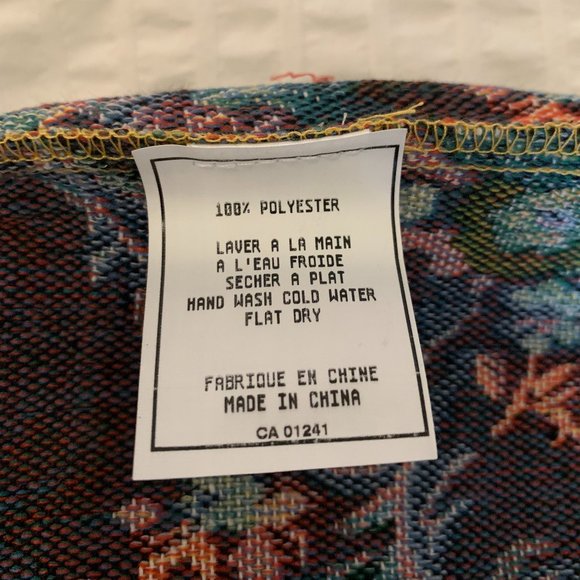 100% POLYESTER
LAVER A LA MAIN
A L'EAU FROIDE
SECHER A PLAT
HAND WASH COLD WATER
FLAT DRY
FABRIQUE EN CHINE
MADE IN CHINA
CA 01241